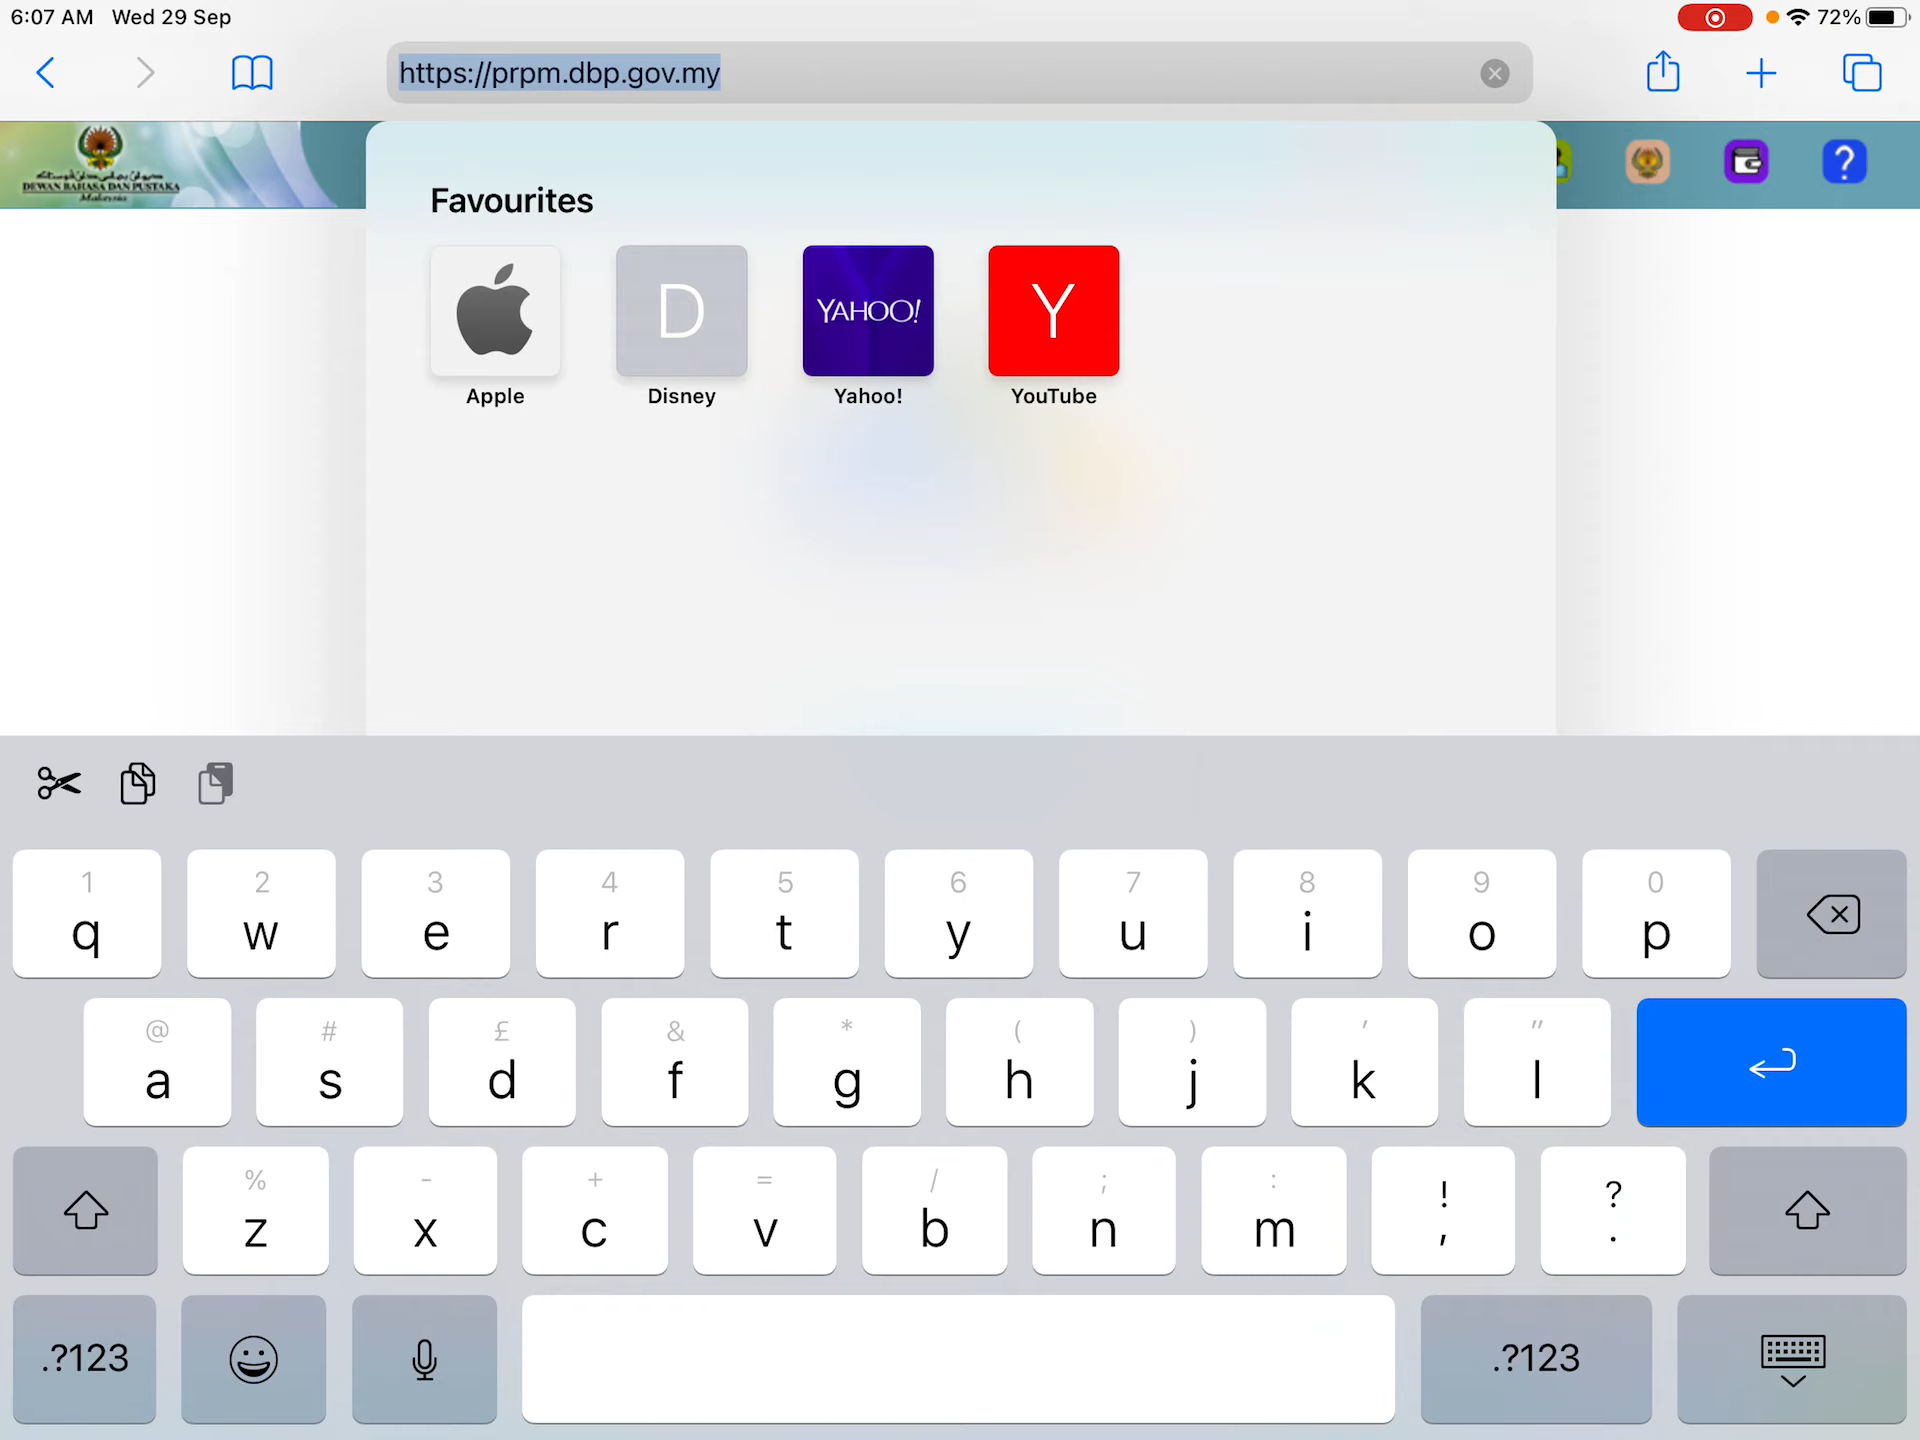 6:07 AM Wed 29 Sep
72%
https://prpm.dbp.gov.my
DEWAN BAHASA DAN PUSTAKA
Malaysia
?
Favourites
D
YAHOO!
Y
Apple
Disney
Yahoo!
YouTube
1 2 3 4 5 6 7 8 9 0
q w e r t y u i o p
@ # £ & * ( ) ' "
a s d f g h j k l
% - + = / ; : ! ?
z x c v b n m , .
.?123 .?123